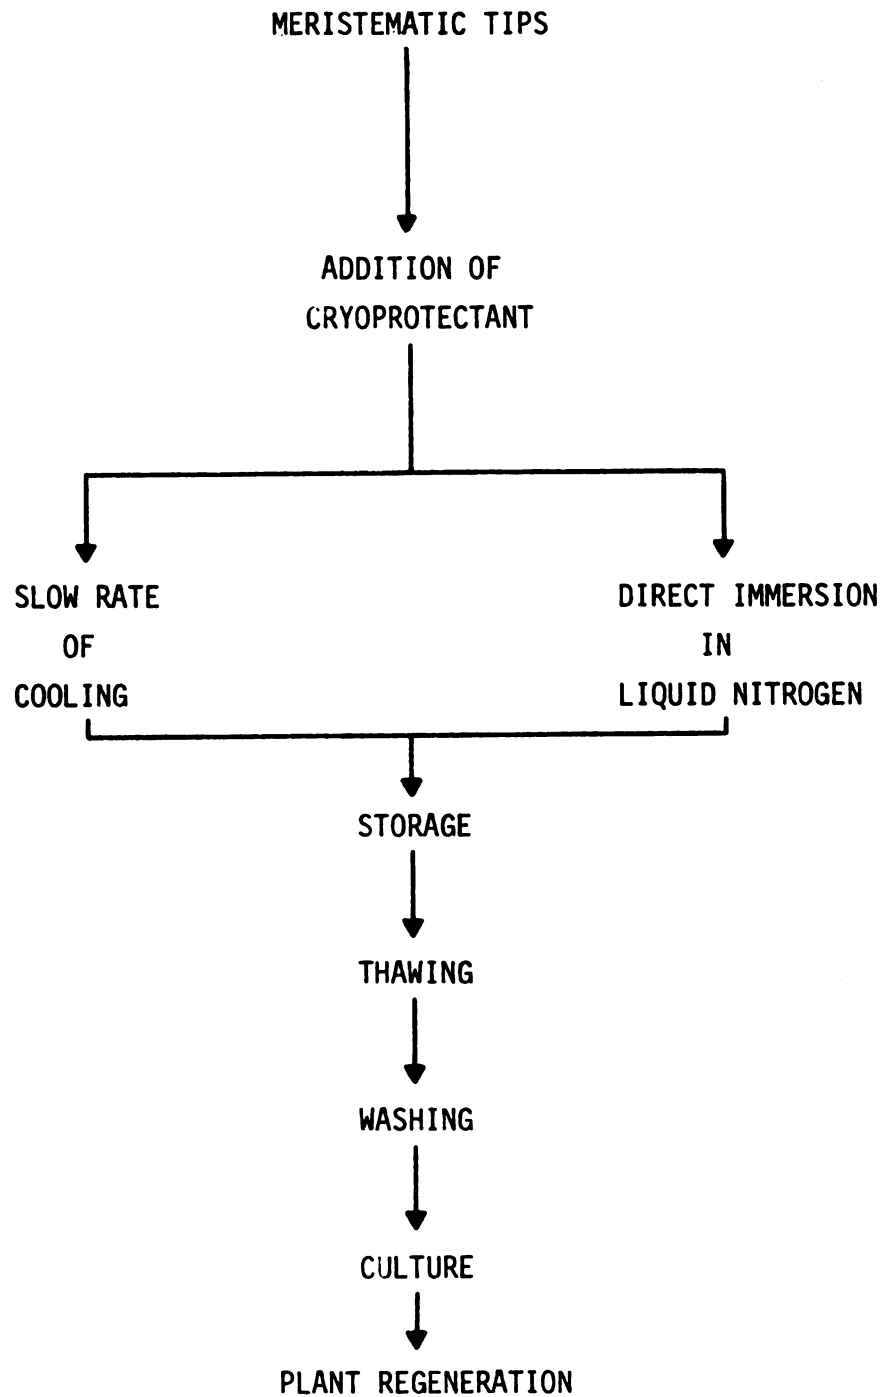 MERISTEMATIC TIPS
ADDITION OF
CRYOPROTECTANT
SLOW RATE
OF
COOLING
DIRECT IMMERSION
IN
LIQUID NITROGEN
STORAGE
THAWING
WASHING
CULTURE
PLANT REGENERATION